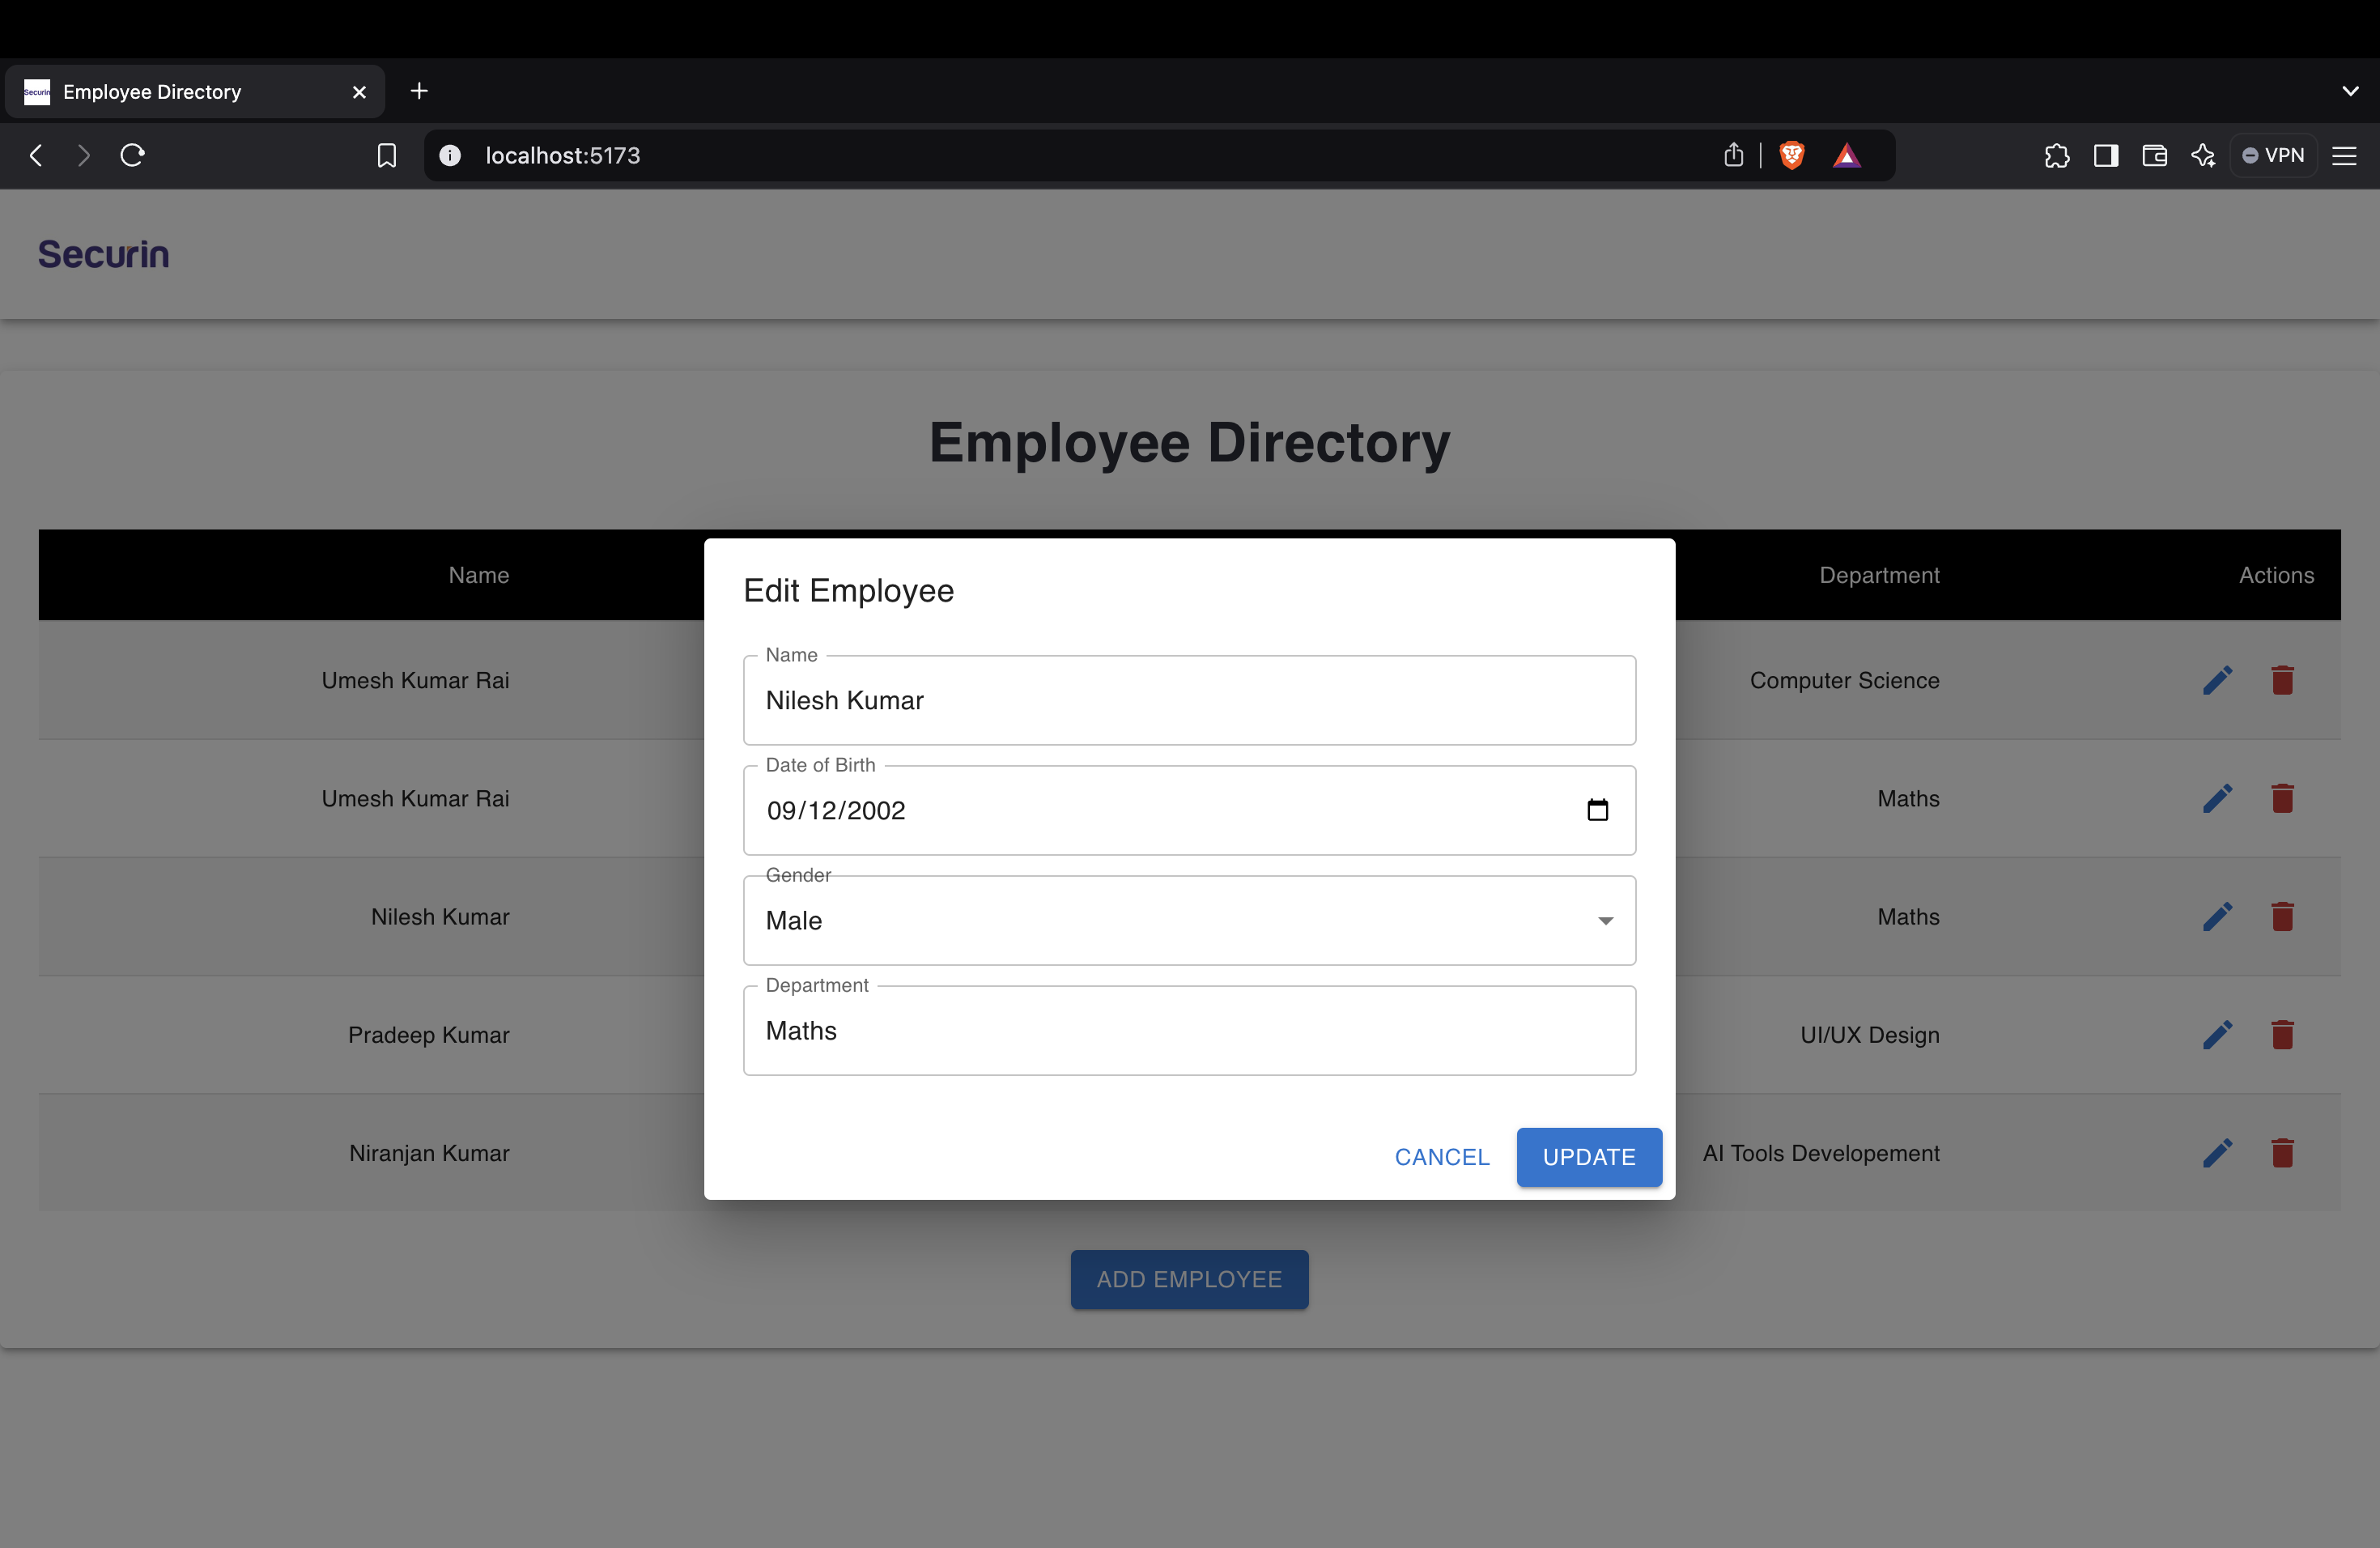 Securin Employee Directory
localhost:5173
VPN
Securin
Employee Directory
Name Department Actions
Umesh Kumar Rai Computer Science
Umesh Kumar Rai Maths
Nilesh Kumar Maths
Pradeep Kumar UI/UX Design
Niranjan Kumar AI Tools Developement
Edit Employee
Name
Nilesh Kumar
Date of Birth
09/12/2002
Gender
Male
Department
Maths
CANCEL UPDATE
ADD EMPLOYEE